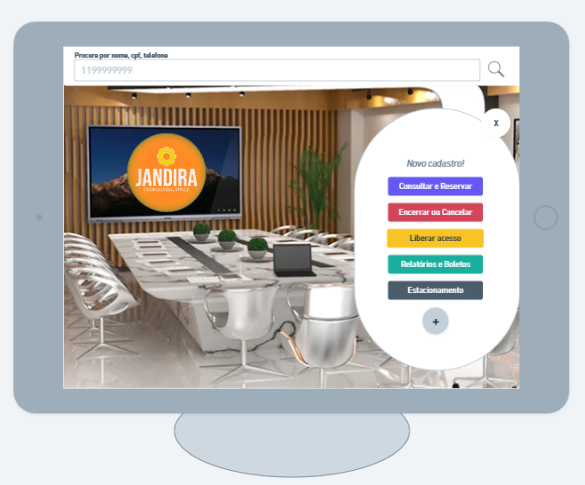 Procure por nome, cpf, telefone
1199999999
x
Novo cadastro!
Consultar e Reservar
JANDIRA
COWORKING SPACE
Encerrar ou Cancelar
Liberar acesso
Relatórios e Boletos
Estacionamento
+